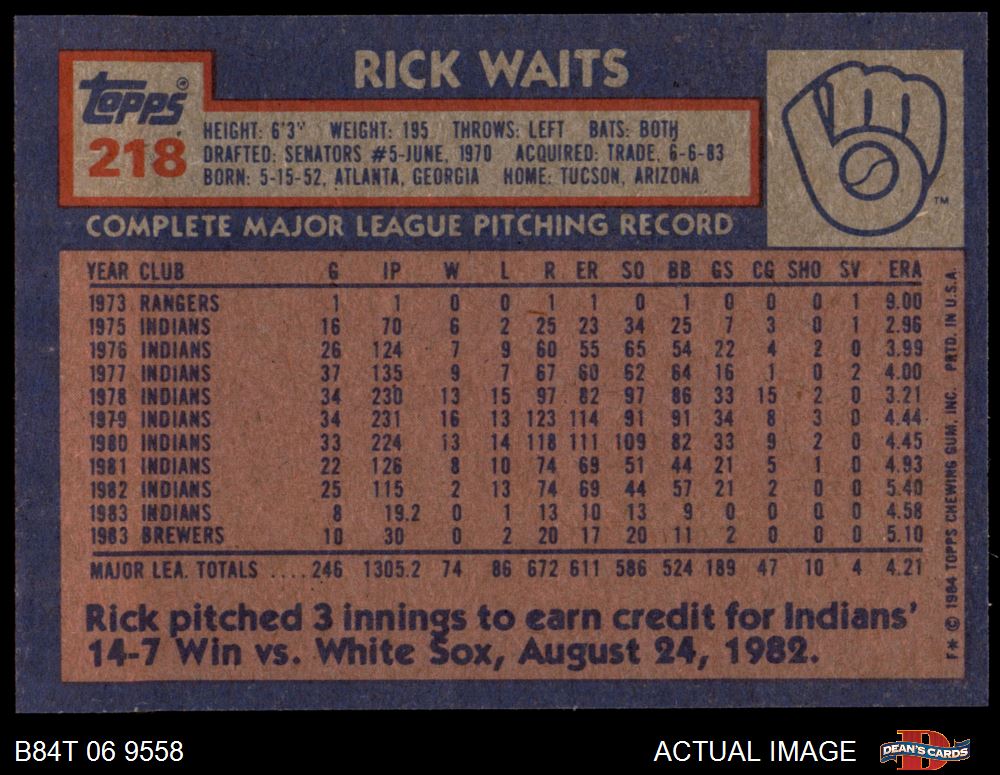 RICK WAITS
Topps®
218
HEIGHT: 6'3" WEIGHT: 195 THROWS: LEFT BATS: BOTH
DRAFTED: SENATORS #5-JUNE, 1970 ACQUIRED: TRADE, 6-6-83
BORN: 5-15-52, ATLANTA, GEORGIA HOME: TUCSON, ARIZONA
TM
COMPLETE MAJOR LEAGUE PITCHING RECORD
YEAR CLUB G IP W L R ER SO BB GS CG SHO SV ERA
1973 RANGERS 1 1 0 0 1 1 0 1 0 0 0 1 9.00
1975 INDIANS 16 70 6 2 25 23 34 25 7 3 0 1 2.96
1976 INDIANS 26 124 7 9 60 55 65 54 22 4 2 0 3.99
1977 INDIANS 37 135 9 7 67 60 62 64 16 1 0 2 4.00
1978 INDIANS 34 230 13 15 97 82 97 86 33 15 2 0 3.21
1979 INDIANS 34 231 16 13 123 114 91 91 34 8 3 0 4.44
1980 INDIANS 33 224 13 14 118 111 109 82 33 9 2 0 4.45
1981 INDIANS 22 126 8 10 74 69 51 44 21 5 1 0 4.93
1982 INDIANS 25 115 2 13 74 69 44 57 21 2 0 0 5.40
1983 INDIANS 8 19.2 0 1 13 10 13 9 0 0 0 0 4.58
1983 BREWERS 10 30 0 2 20 17 20 11 2 0 0 0 5.10
MAJOR LEA. TOTALS ....246 1305.2 74 86 672 611 586 524 189 47 10 4 4.21
Rick pitched 3 innings to earn credit for Indians'
14-7 Win vs. White Sox, August 24, 1982.
F* © 1984 TOPPS CHEWING GUM, INC. PRTD. IN U.S.A.
B84T 06 9558
ACTUAL IMAGE
D
DEAN'S CARDS